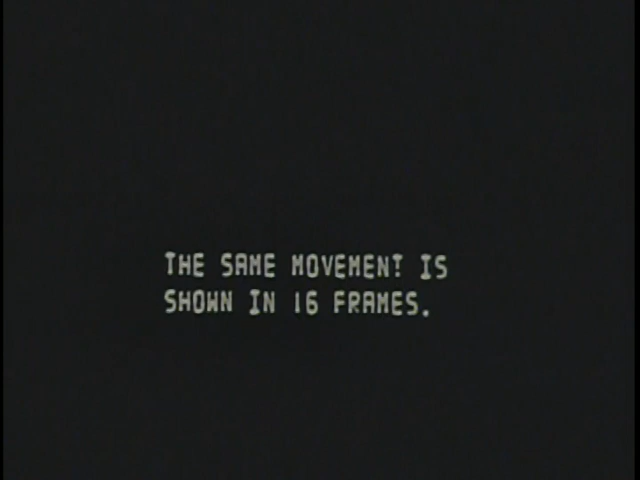 THE SAME MOVEMENT IS
SHOWN IN 16 FRAMES.